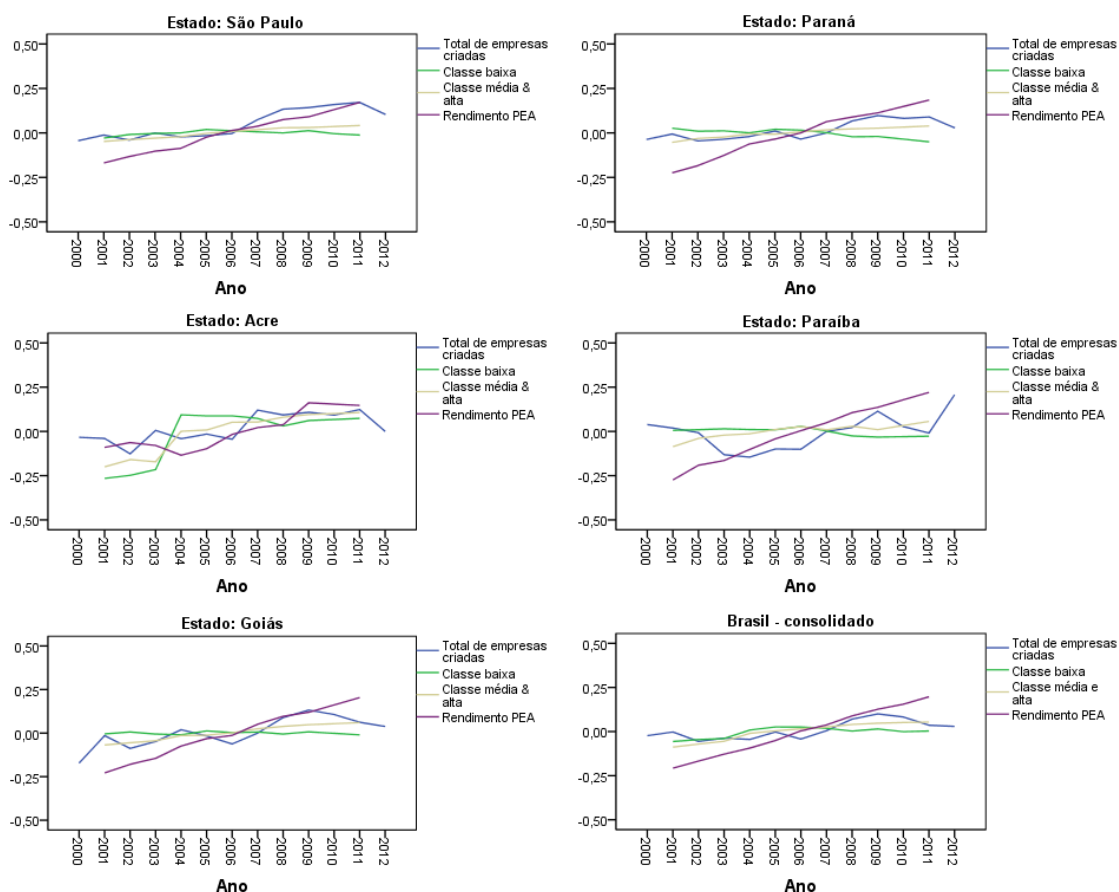 Estado: São Paulo
0,50
0,25
0,00
-0,25
-0,50
2000
2001
2002
2003
2004
2005
2006
2007
2008
2009
2010
2011
2012
Ano
Total de empresas
criadas
Classe baixa
Classe média &
alta
Rendimento PEA
Estado: Paraná
0,50
0,25
0,00
-0,25
-0,50
2000
2001
2002
2003
2004
2005
2006
2007
2008
2009
2010
2011
2012
Ano
Total de empresas
criadas
Classe baixa
Classe média &
alta
Rendimento PEA
Estado: Acre
0,50
0,25
0,00
-0,25
-0,50
2000
2001
2002
2003
2004
2005
2006
2007
2008
2009
2010
2011
2012
Ano
Total de empresas
criadas
Classe baixa
Classe média &
alta
Rendimento PEA
Estado: Paraíba
0,50
0,25
0,00
-0,25
-0,50
2000
2001
2002
2003
2004
2005
2006
2007
2008
2009
2010
2011
2012
Ano
Total de empresas
criadas
Classe baixa
Classe média &
alta
Rendimento PEA
Estado: Goiás
0,50
0,25
0,00
-0,25
-0,50
2000
2001
2002
2003
2004
2005
2006
2007
2008
2009
2010
2011
2012
Ano
Total de empresas
criadas
Classe baixa
Classe média &
alta
Rendimento PEA
Brasil - consolidado
0,50
0,25
0,00
-0,25
-0,50
2000
2001
2002
2003
2004
2005
2006
2007
2008
2009
2010
2011
2012
Ano
Total de empresas
criadas
Classe baixa
Classe média e
alta
Rendimento PEA